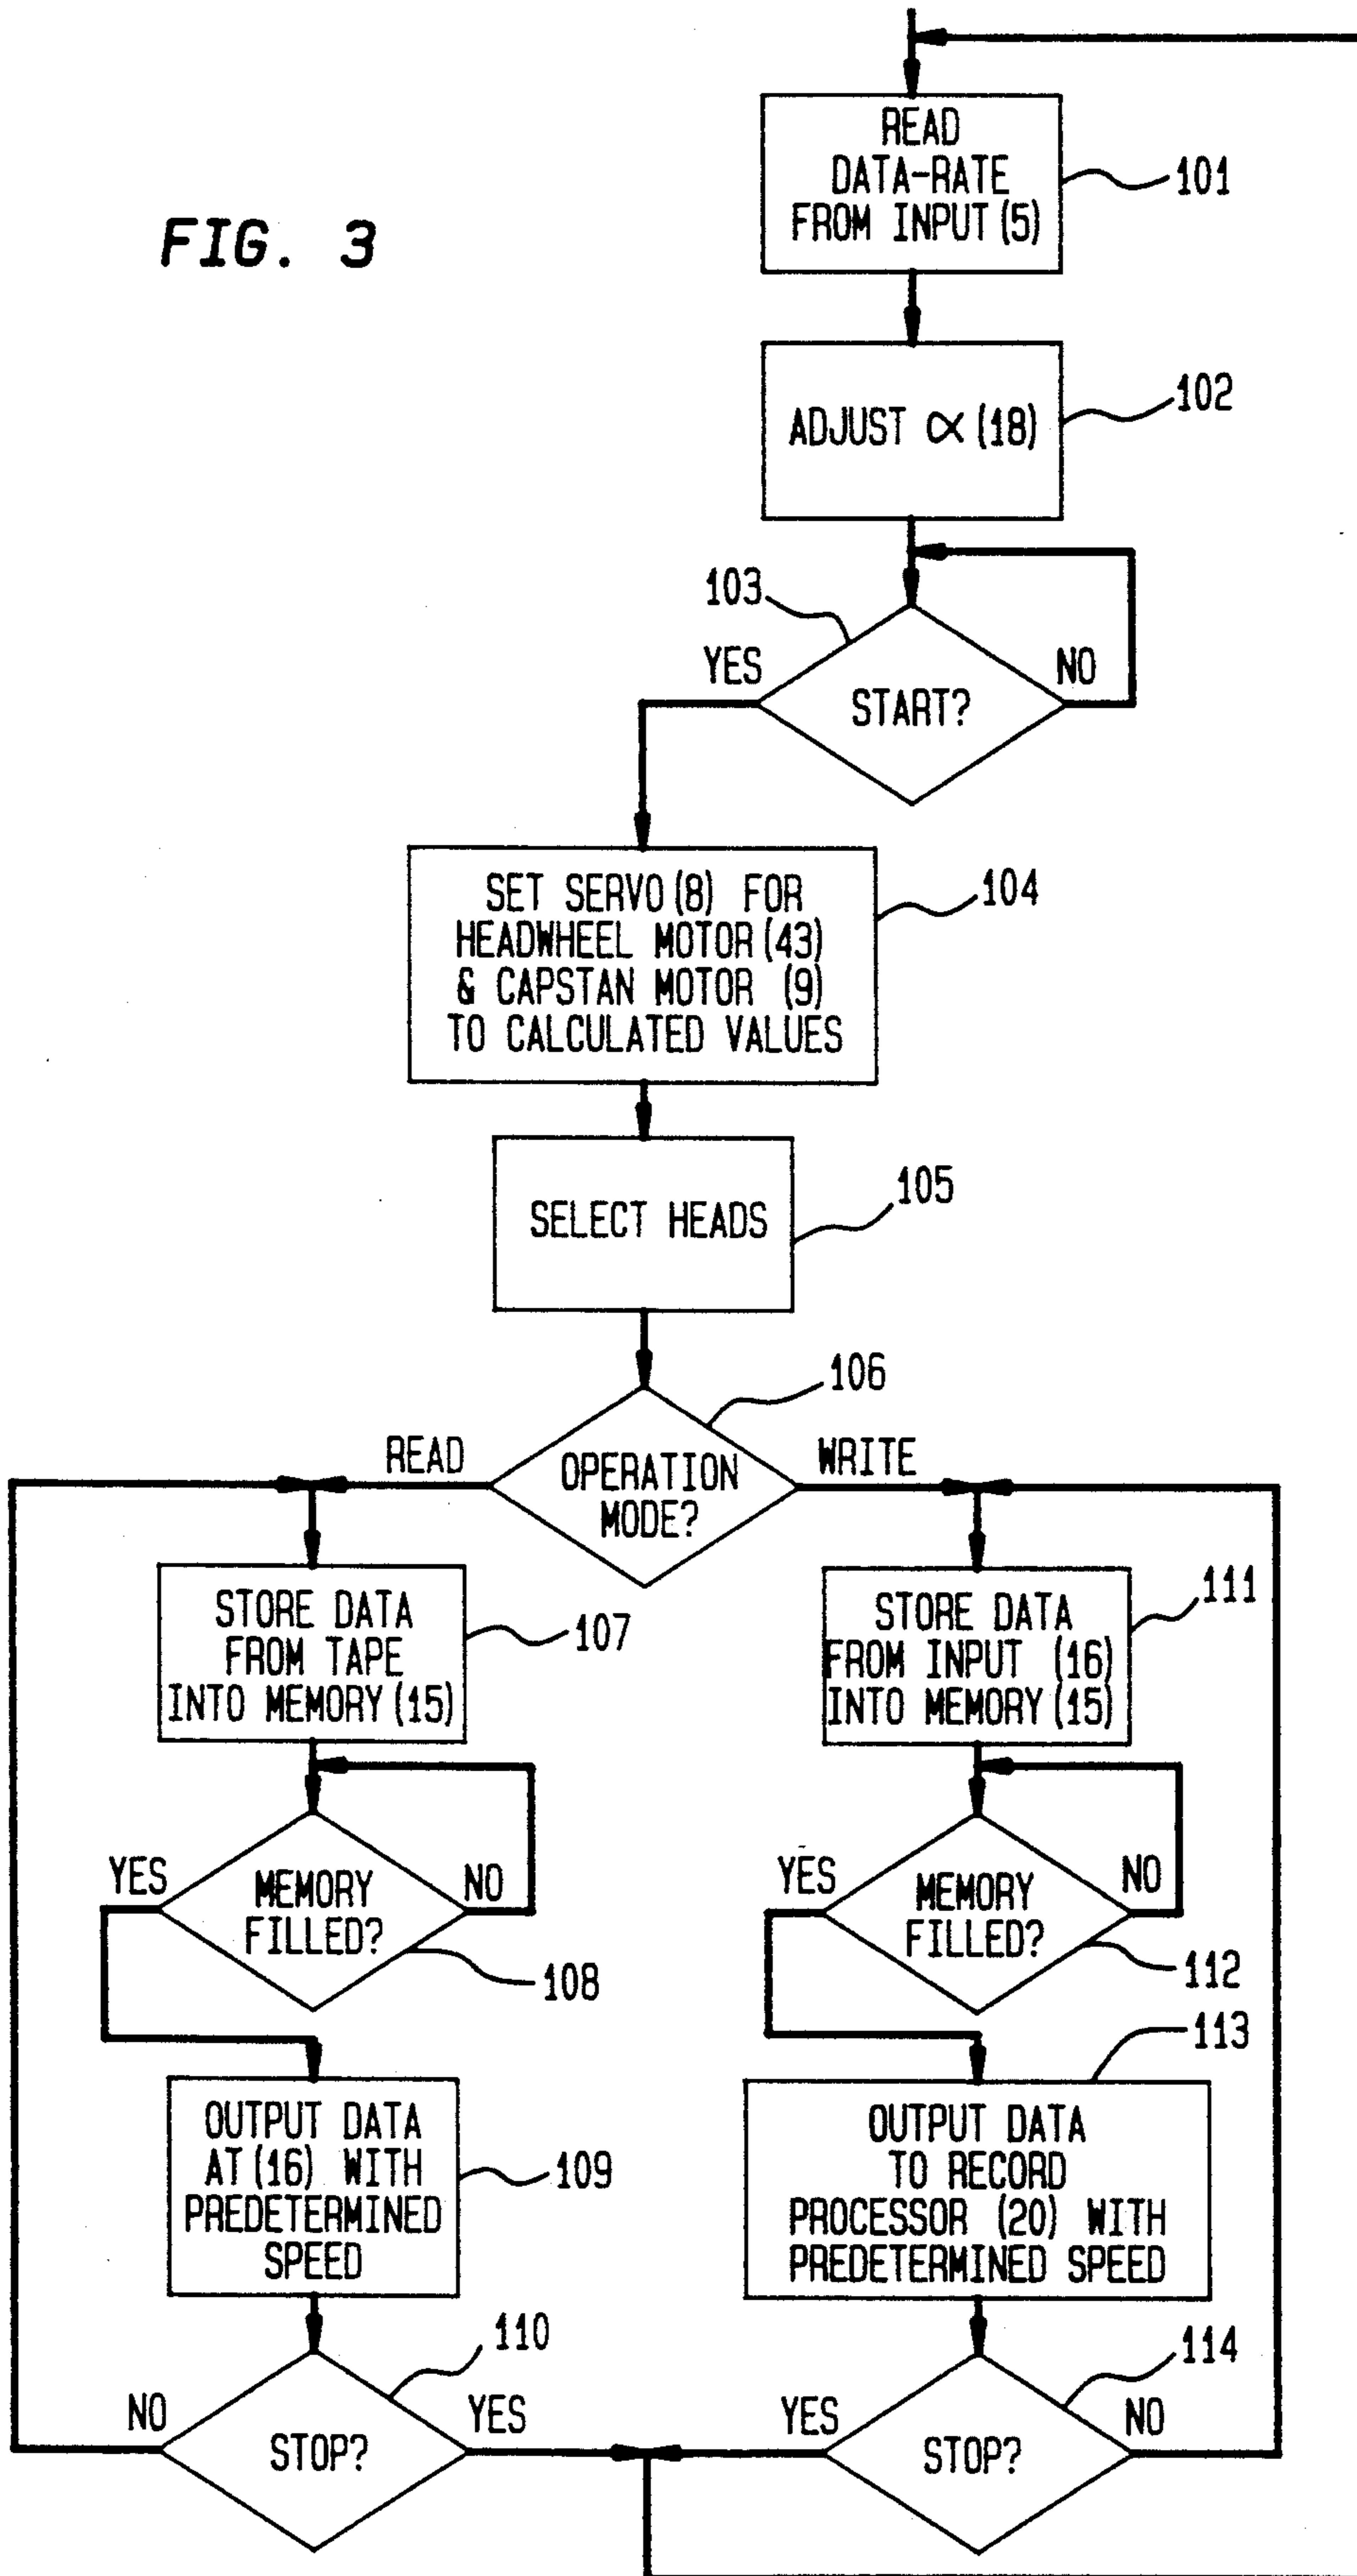 FIG. 3
READ
DATA-RATE
FROM INPUT (5)
101
ADJUST ∝ (18)
102
103
YES
NO
START?
SET SERVO (8) FOR
HEADWHEEL MOTOR (43)
& CAPSTAN MOTOR (9)
TO CALCULATED VALUES
104
SELECT HEADS
105
106
READ
OPERATION
MODE?
WRITE
STORE DATA
FROM TAPE
INTO MEMORY (15)
107
STORE DATA
FROM INPUT (16)
INTO MEMORY (15)
111
YES
MEMORY
FILLED?
NO
108
YES
MEMORY
FILLED?
NO
112
OUTPUT DATA
AT (16) WITH
PREDETERMINED
SPEED
109
113
OUTPUT DATA
TO RECORD
PROCESSOR (20) WITH
PREDETERMINED SPEED
110
NO
STOP?
YES
114
YES
STOP?
NO